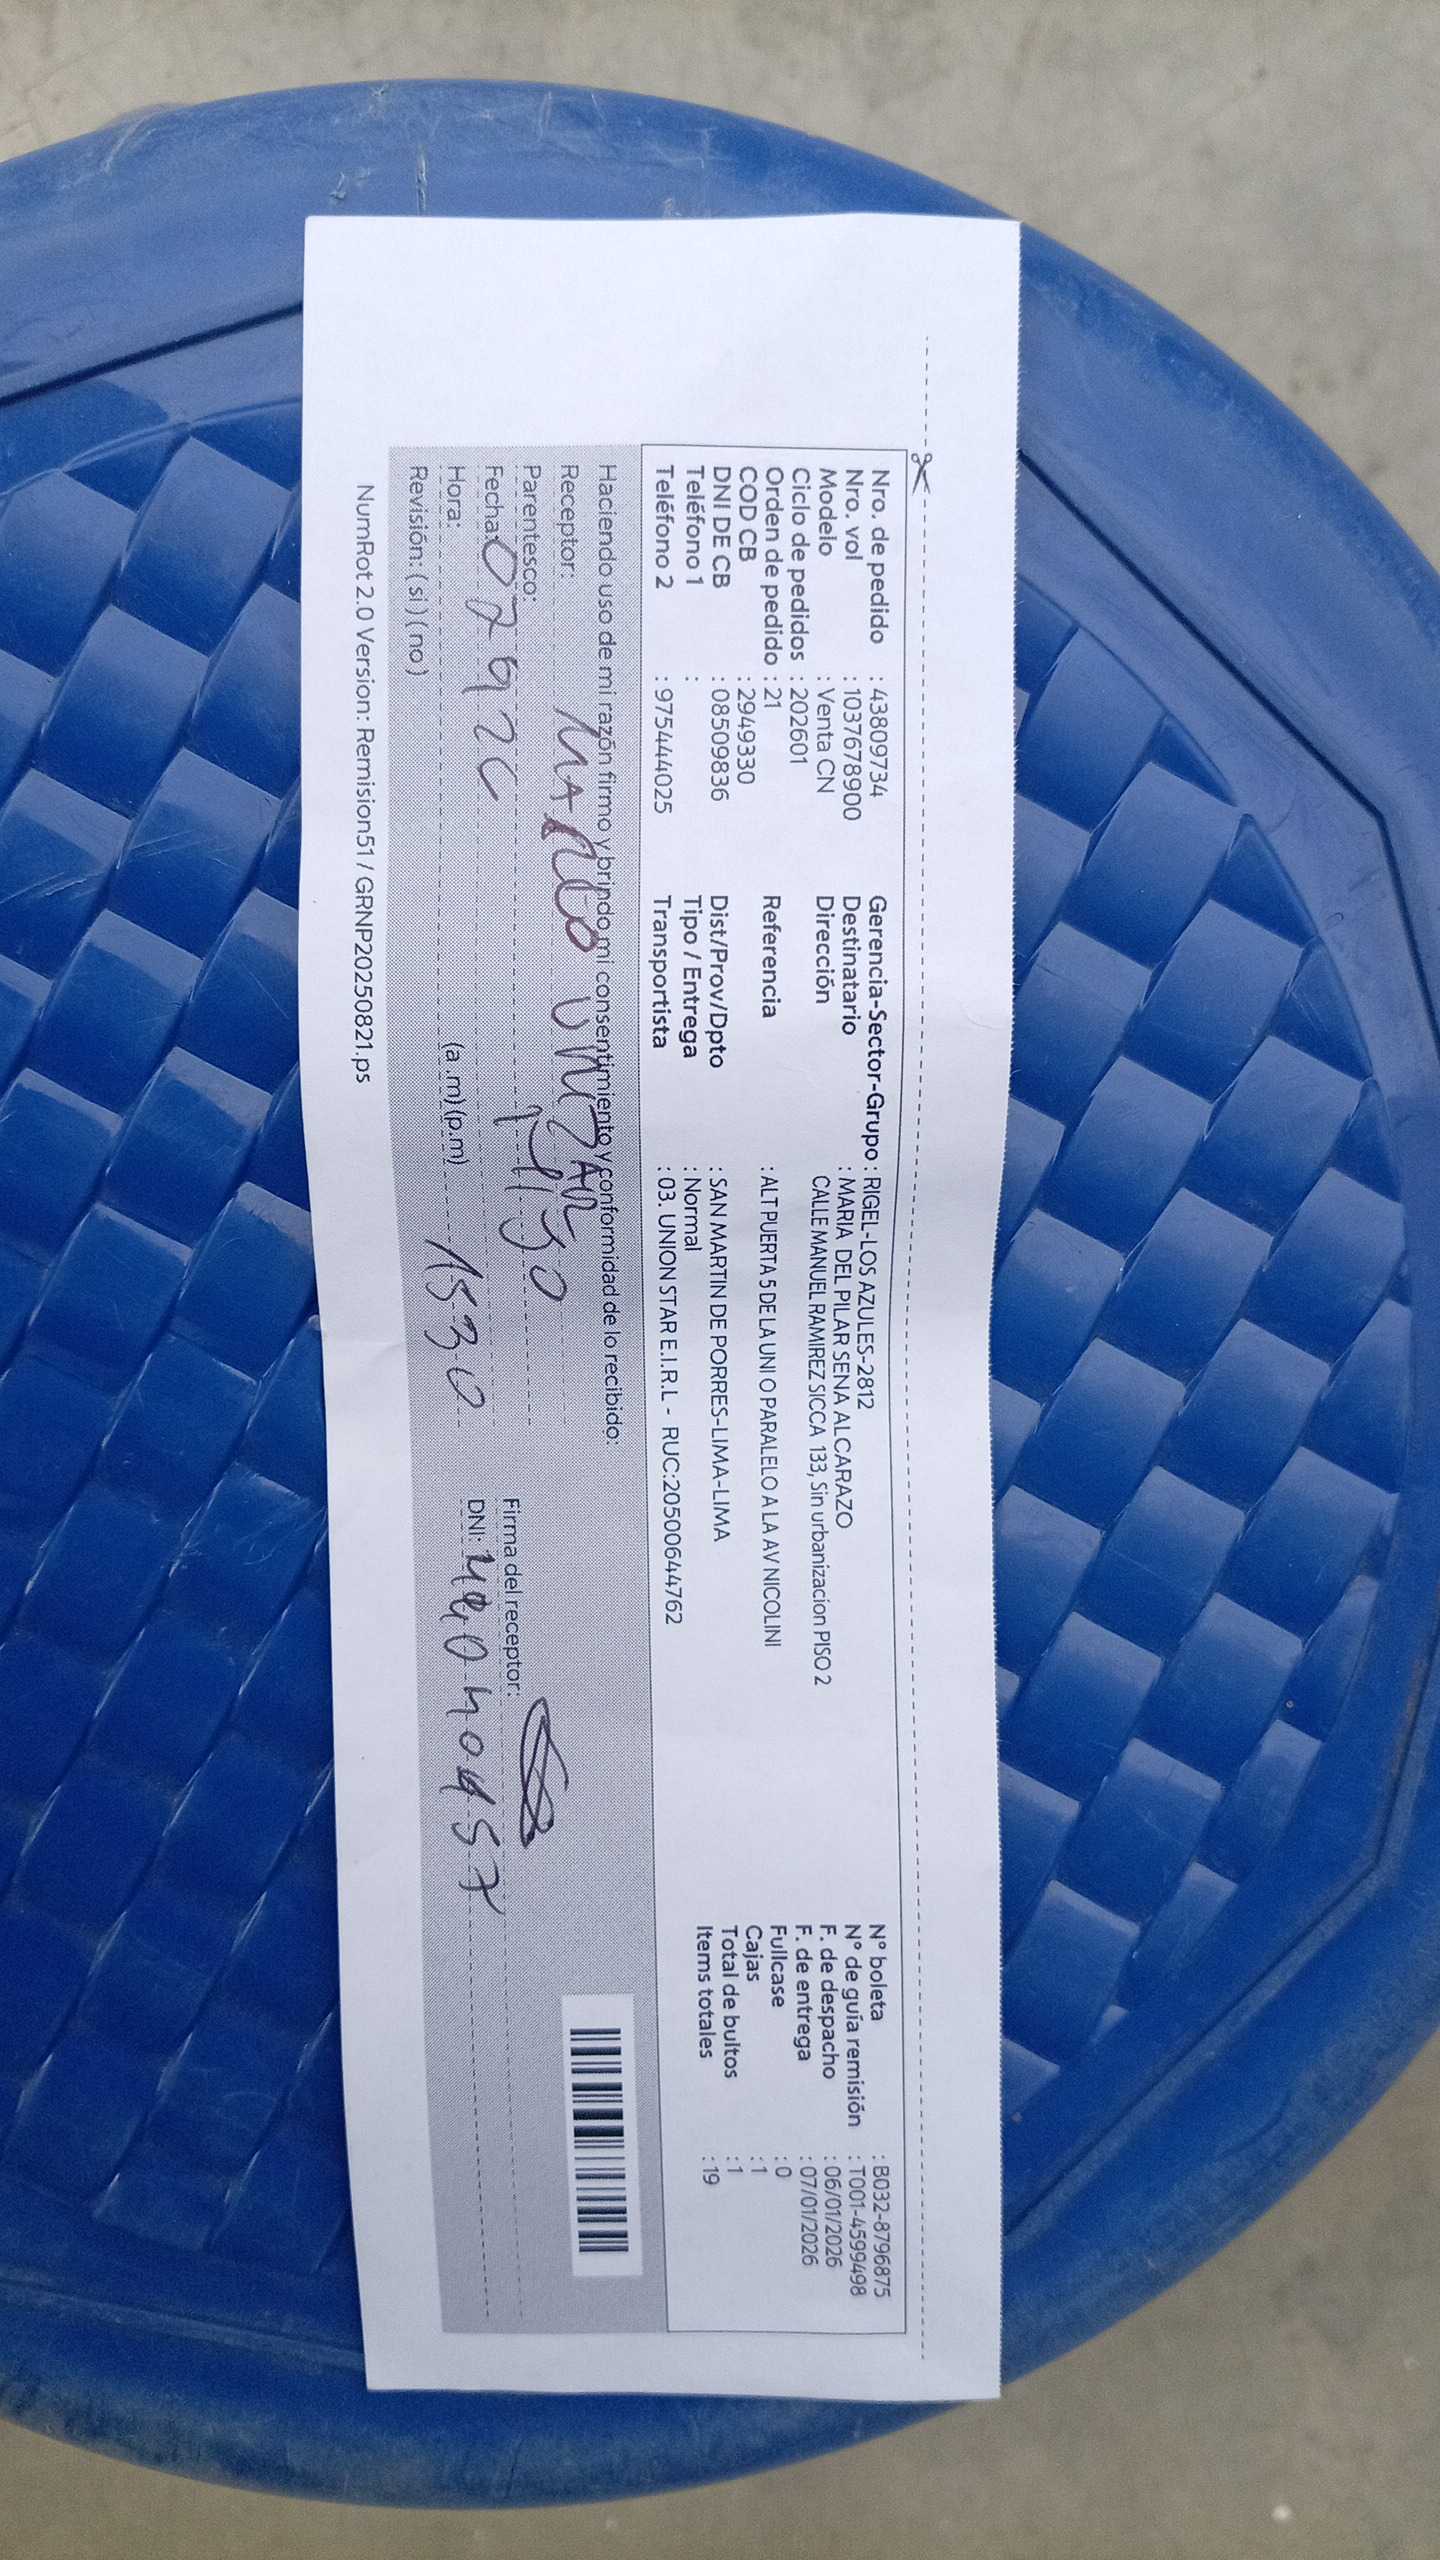 Nro. de pedido : 43809734
Nro. vol : 1037678900
Modelo : Venta CN
Ciclo de pedidos : 202601
Orden de pedido : 21
COD CB : 2949330
DNI DE CB : 08509836
Teléfono 1 :
Teléfono 2 : 975444025
Gerencia-Sector-Grupo : RIGEL-LOS AZULES-2812
Destinatario : MARIA DEL PILAR SENA ALCARAZO
Dirección CALLE MANUEL RAMIREZ SICCA 133, Sin urbanizacion PISO 2
Referencia : ALT PUERTA 5 DE LA UNI O PARALELO A LA AV NICOLINI
Dist/Prov/Dpto : SAN MARTIN DE PORRES-LIMA-LIMA
Tipo / Entrega : Normal
Transportista : 03. UNION STAR E.I.R.L - RUC:20500644762
N° boleta : B032-8796875
N° de guía remisión : T001-4599498
F. de despacho : 06/01/2026
F. de entrega : 07/01/2026
Fullcase : 0
Cajas : 1
Total de bultos : 1
Items totales : 19
Haciendo uso de mi razón firmo y brindo mi consentimiento y conformidad de lo recibido:
Receptor:
Parentesco:
Fecha:
Hora: (a.m) (p.m) 1530
Revisión: ( si ) ( no )
Firma del receptor:
DNI:
NumRot 2.0 Version: Remision51 / GRNP20250821.ps